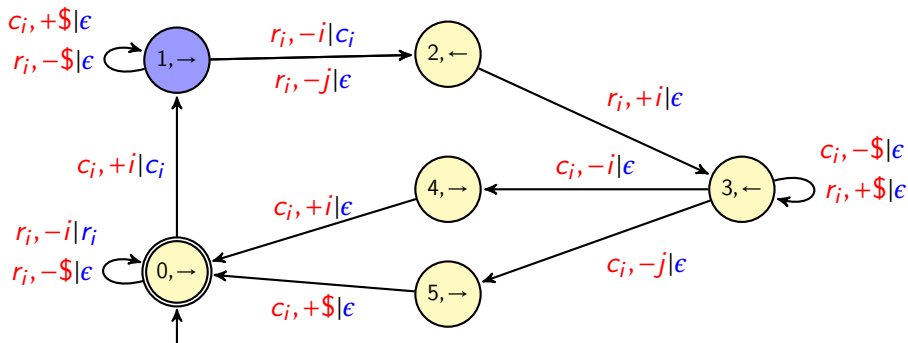 c_i, +$|ϵ
r_i, −$|ϵ
1, →
r_i, −i|c_i
r_i, −j|ϵ
2, ←
r_i, +i|ϵ
c_i, +i|c_i
c_i, −i|ϵ
4, →
3, ←
c_i, −$|ϵ
r_i, +$|ϵ
c_i, +i|ϵ
r_i, −i|r_i
r_i, −$|ϵ
0, →
c_i, +$|ϵ
5, →
c_i, −j|ϵ